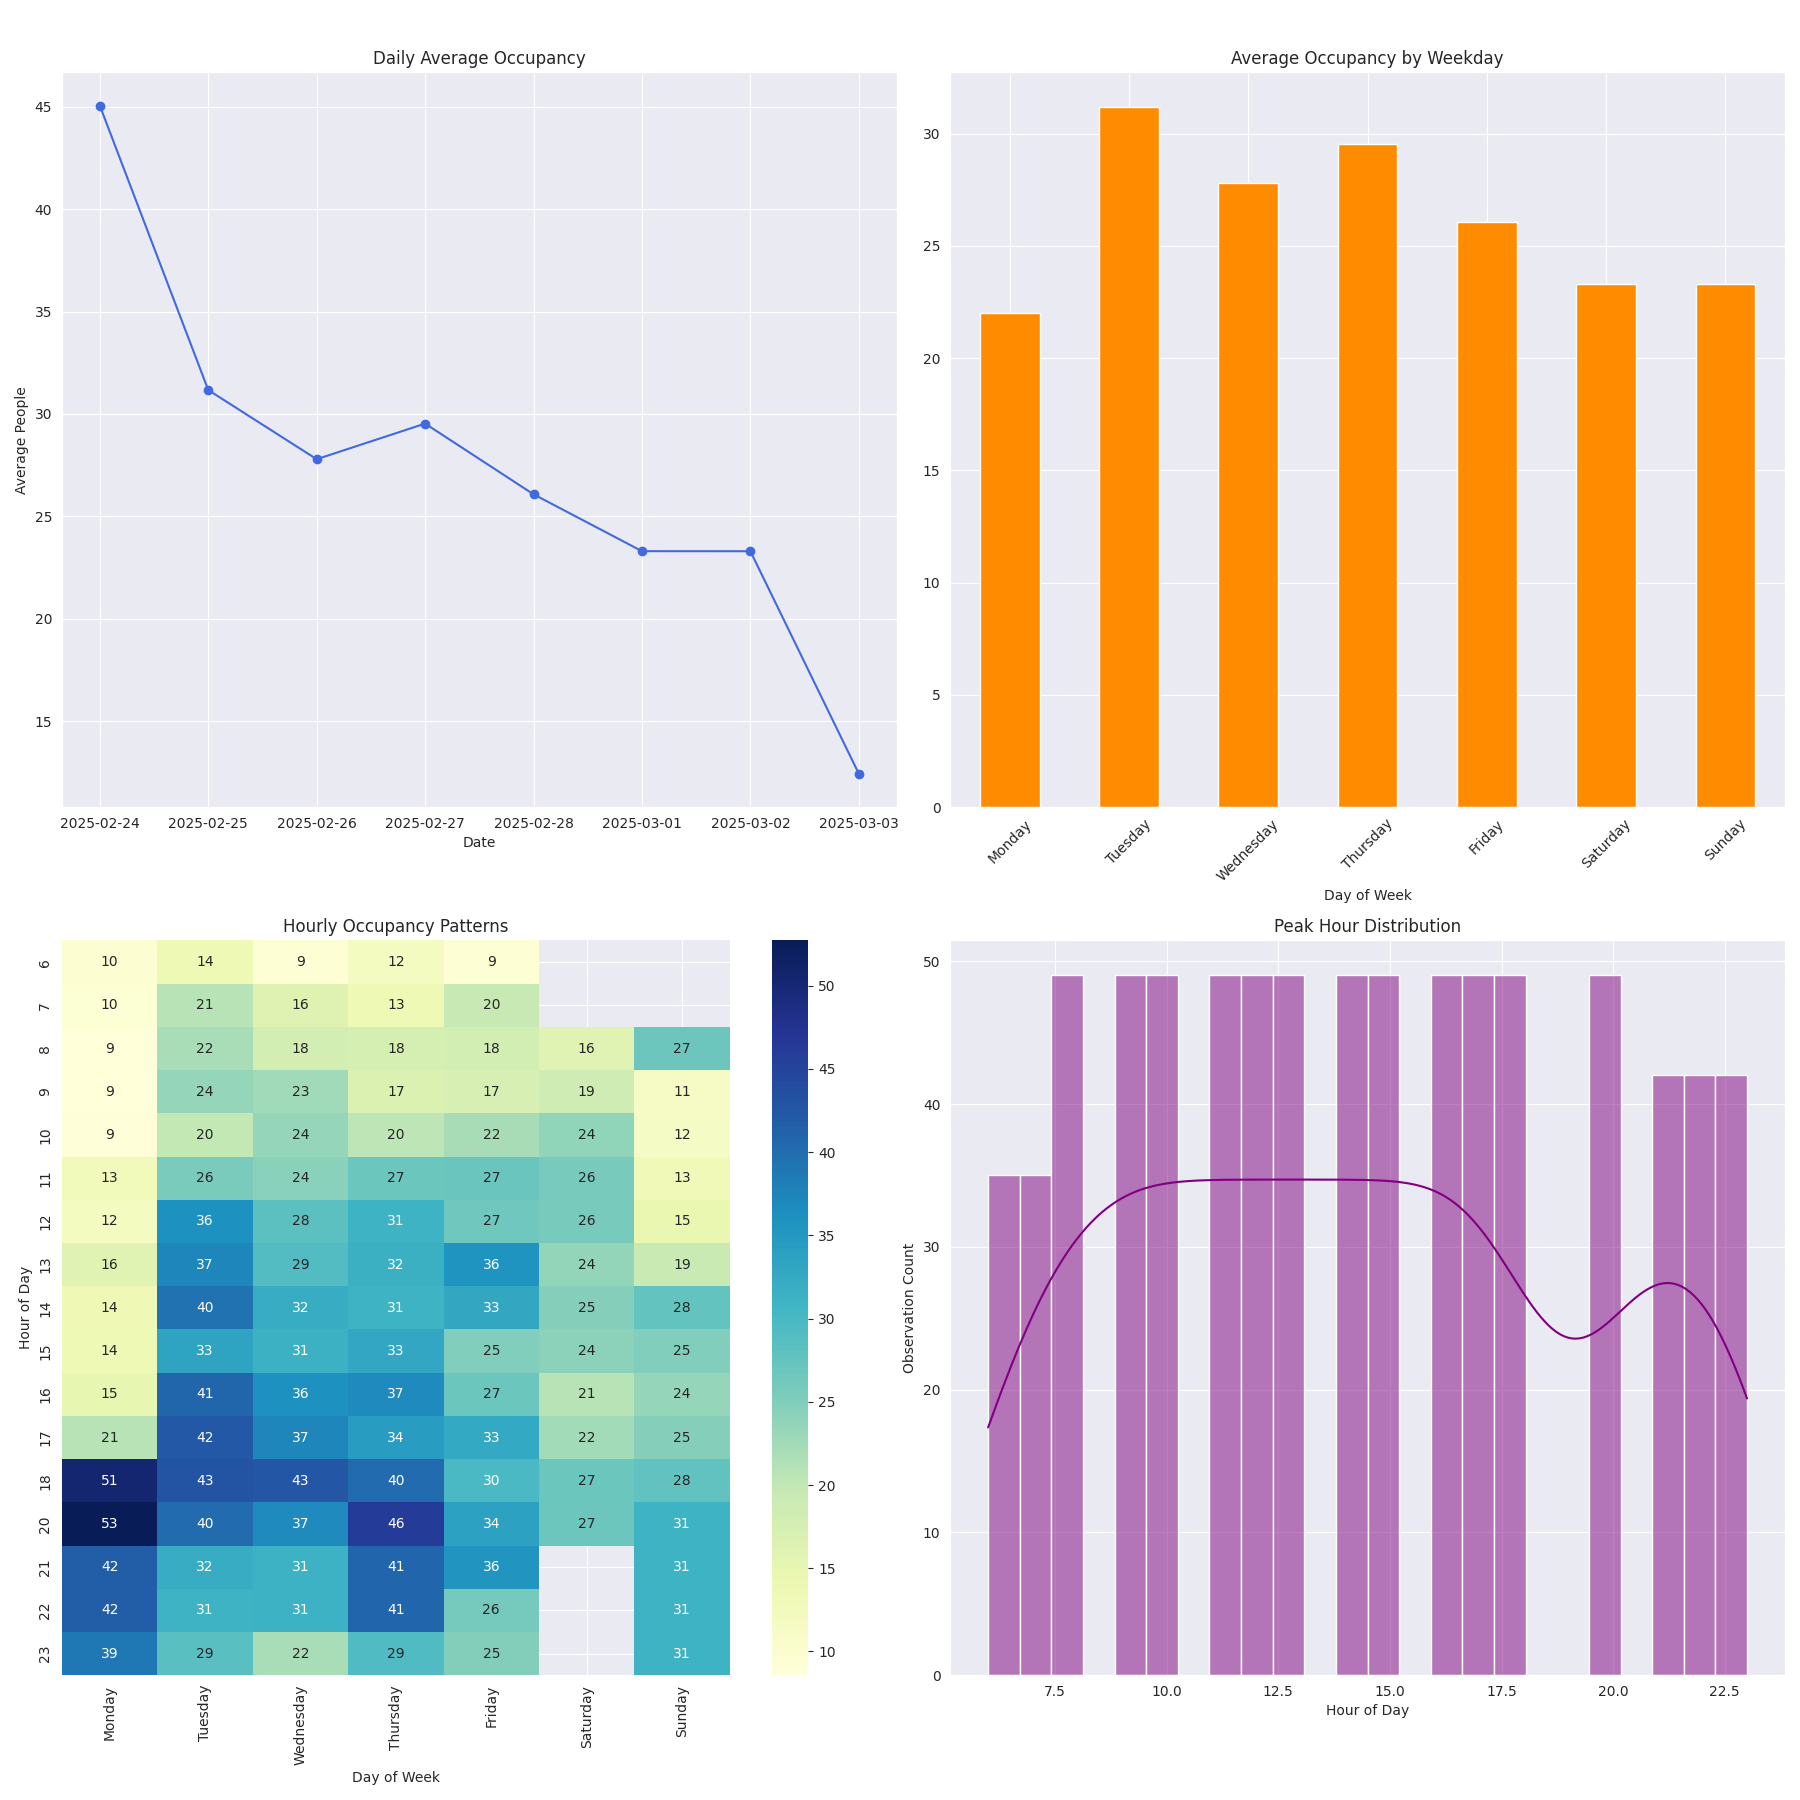 Daily Average Occupancy
45
40
35
30
25
20
15
Average People
2025-02-24 2025-02-25 2025-02-26 2025-02-27 2025-02-28 2025-03-01 2025-03-02 2025-03-03
Date
Average Occupancy by Weekday
30
25
20
15
10
5
0
Monday Tuesday Wednesday Thursday Friday Saturday Sunday
Day of Week
Hourly Occupancy Patterns
Hour of Day
6 10 14 9 12 9
7 10 21 16 13 20
8 9 22 18 18 18 16 27
9 9 24 23 17 17 19 11
10 9 20 24 20 22 24 12
11 13 26 24 27 27 26 13
12 12 36 28 31 27 26 15
13 16 37 29 32 36 24 19
14 14 40 32 31 33 25 28
15 14 33 31 33 25 24 25
16 15 41 36 37 27 21 24
17 21 42 37 34 33 22 25
18 51 43 43 40 30 27 28
20 53 40 37 46 34 27 31
21 42 32 31 41 36 31
22 42 31 31 41 26 31
23 39 29 22 29 25 31
Monday Tuesday Wednesday Thursday Friday Saturday Sunday
Day of Week
50
45
40
35
30
25
20
15
10
Peak Hour Distribution
50
40
30
20
10
0
Observation Count
7.5 10.0 12.5 15.0 17.5 20.0 22.5
Hour of Day